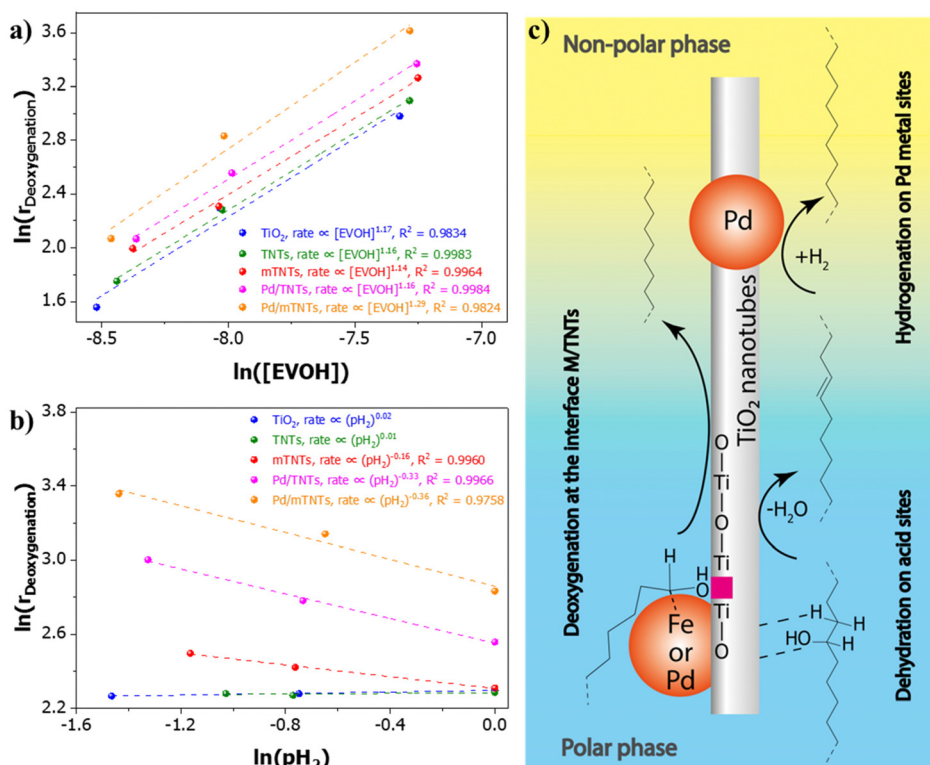 a)
ln(rDeoxygenation)
3.6
3.2
2.8
2.4
2.0
1.6
TiO₂, rate ∝ [EVOH]^1.17, R² = 0.9834
TNTs, rate ∝ [EVOH]^1.16, R² = 0.9983
mTNTs, rate ∝ [EVOH]^1.14, R² = 0.9964
Pd/TNTs, rate ∝ [EVOH]^1.16, R² = 0.9984
Pd/mTNTs, rate ∝ [EVOH]^1.29, R² = 0.9824
-8.5 -8.0 -7.5 -7.0
ln([EVOH])
b)
ln(rDeoxygenation)
3.8
3.4
3.0
2.6
2.2
TiO₂, rate ∝ (pH₂)^0.02
TNTs, rate ∝ (pH₂)^0.01
mTNTs, rate ∝ (pH₂)^-0.16, R² = 0.9960
Pd/TNTs, rate ∝ (pH₂)^-0.33, R² = 0.9966
Pd/mTNTs, rate ∝ (pH₂)^-0.36, R² = 0.9758
-1.6 -1.2 -0.8 -0.4 0.0
ln(pH₂)
c)
Non-polar phase
Pd
+H₂
Hydrogenation on Pd metal sites
TiO₂ nanotubes
Deoxygenation at the interface M/TNTs
O
Ti
O
Ti
Ti
O
H
H
O
Fe
or
Pd
-H₂O
H
H
HO
H
Dehydration on acid sites
Polar phase